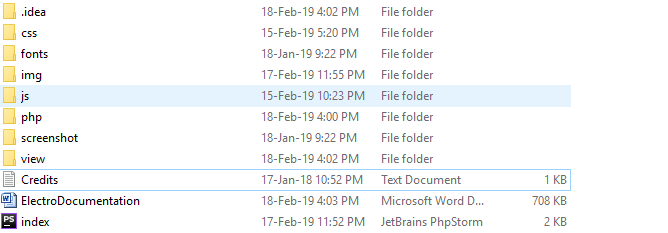 .idea 18-Feb-19 4:02 PM File folder
css 15-Feb-19 5:20 PM File folder
fonts 18-Jan-19 9:22 PM File folder
img 17-Feb-19 11:55 PM File folder
js 15-Feb-19 10:23 PM File folder
php 18-Feb-19 4:00 PM File folder
screenshot 18-Jan-19 9:22 PM File folder
view 18-Feb-19 4:02 PM File folder
Credits 17-Jan-18 10:52 PM Text Document 1 KB
ElectroDocumentation 18-Feb-19 4:03 PM Microsoft Word D... 708 KB
index 17-Feb-19 11:52 PM JetBrains PhpStorm 2 KB